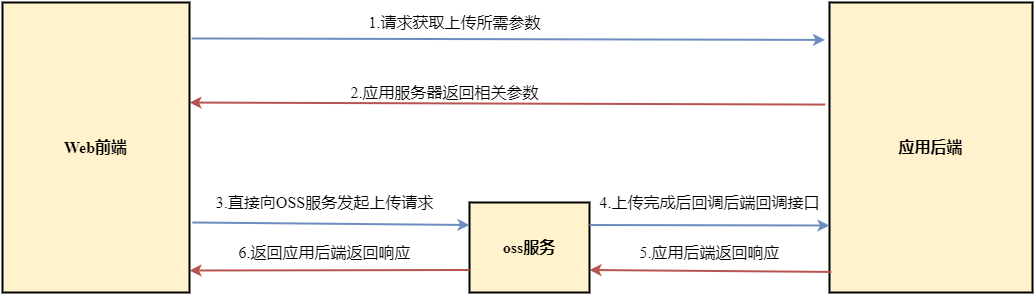 1.请求获取上传所需参数
2.应用服务器返回相关参数
Web前端
应用后端
3.直接向OSS服务发起上传请求
4.上传完成后回调后端回调接口
oss服务
6.返回应用后端返回响应
5.应用后端返回响应